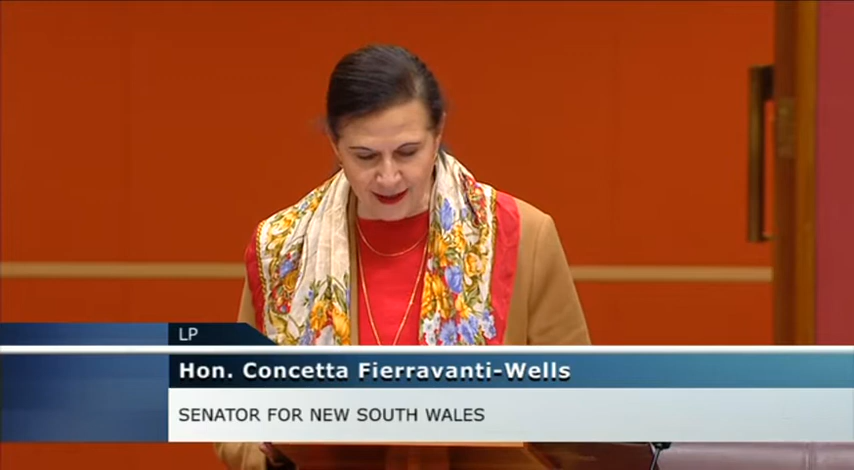 LP
Hon. Concetta Fierravanti-Wells
SENATOR FOR NEW SOUTH WALES